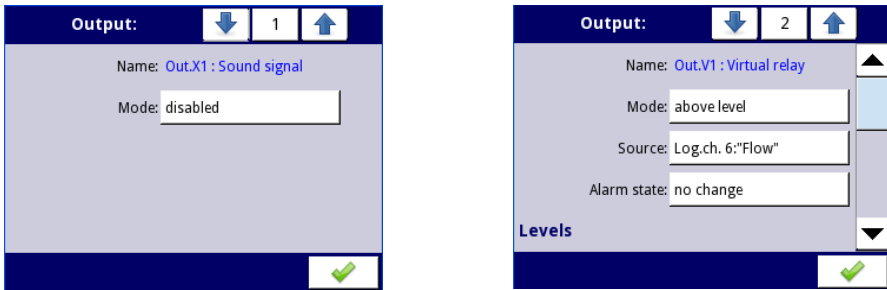 Output: 1
Name: Out.X1 : Sound signal
Mode: disabled
Output: 2
Name: Out.V1 : Virtual relay
Mode: above level
Source: Log.ch. 6:"Flow"
Alarm state: no change
Levels